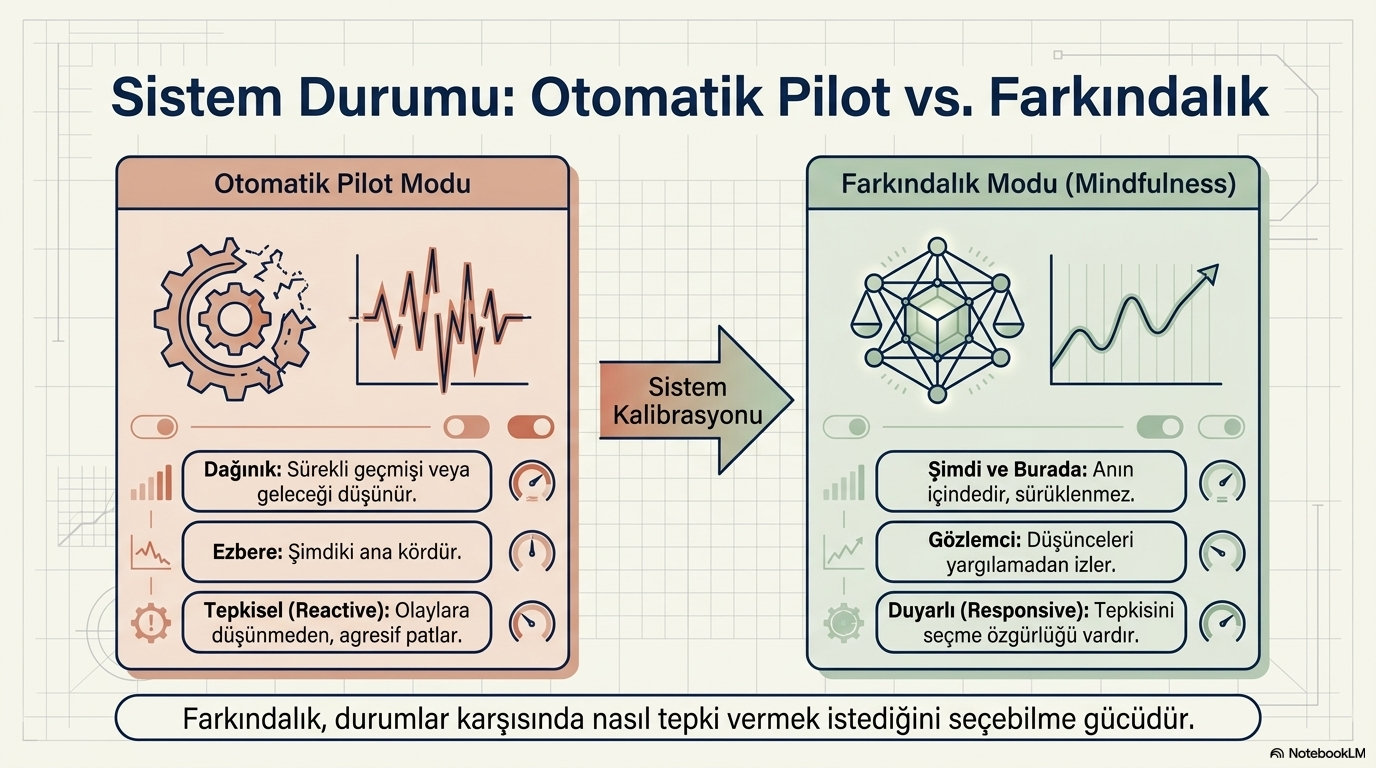 Sistem Durumu: Otomatik Pilot vs. Farkındalık
Otomatik Pilot Modu
Dağınık: Sürekli geçmişi veya
geleceği düşünür.
Ezbere: Şimdiki ana kördür.
Tepkisel (Reactive): Olaylara
düşünmeden, agresif patlar.
Sistem
Kalibrasyonu
Farkındalık Modu (Mindfulness)
Şimdi ve Burada: Anın
içindedir, sürüklenmez.
Gözlemci: Düşünceleri
yargılamadan izler.
Duyarlı (Responsive): Tepkisini
seçme özgürlüğü vardır.
Farkındalık, durumlar karşısında nasıl tepki vermek istediğini seçebilme gücüdür.
NotebookLM